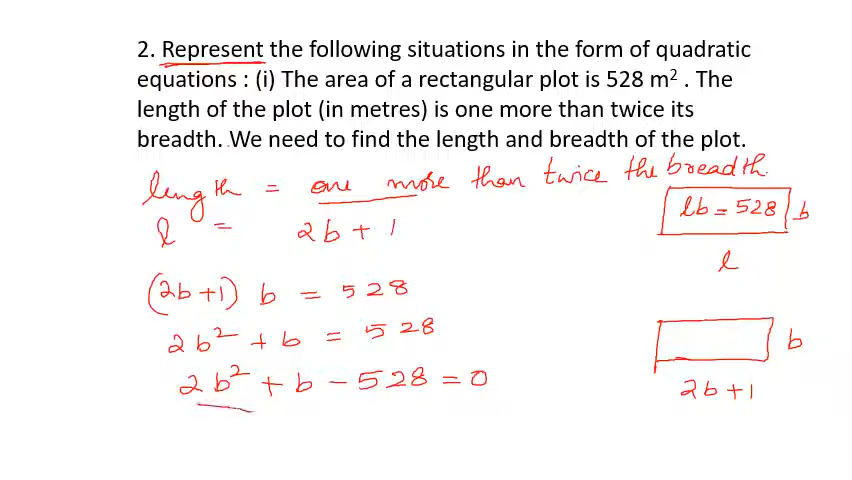 2. Represent the following situations in the form of quadratic
equations : (i) The area of a rectangular plot is 528 m² . The
length of the plot (in metres) is one more than twice its
breadth. We need to find the length and breadth of the plot.
length = one more than twice the breadth.
l = 2b + 1
lb = 528 b
l
(2b+1) b = 528
2b² + b = 528
2b² + b - 528 = 0
b
2b+1